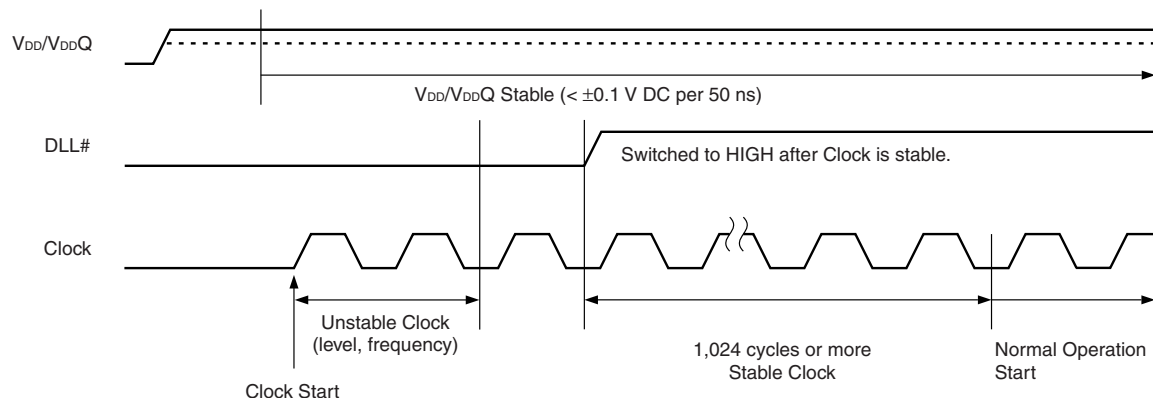 VDD/VDDQ
VDD/VDDQ Stable (< ±0.1 V DC per 50 ns)
DLL#
Switched to HIGH after Clock is stable.
Clock
Unstable Clock
(level, frequency)
1,024 cycles or more
Stable Clock
Normal Operation
Start
Clock Start